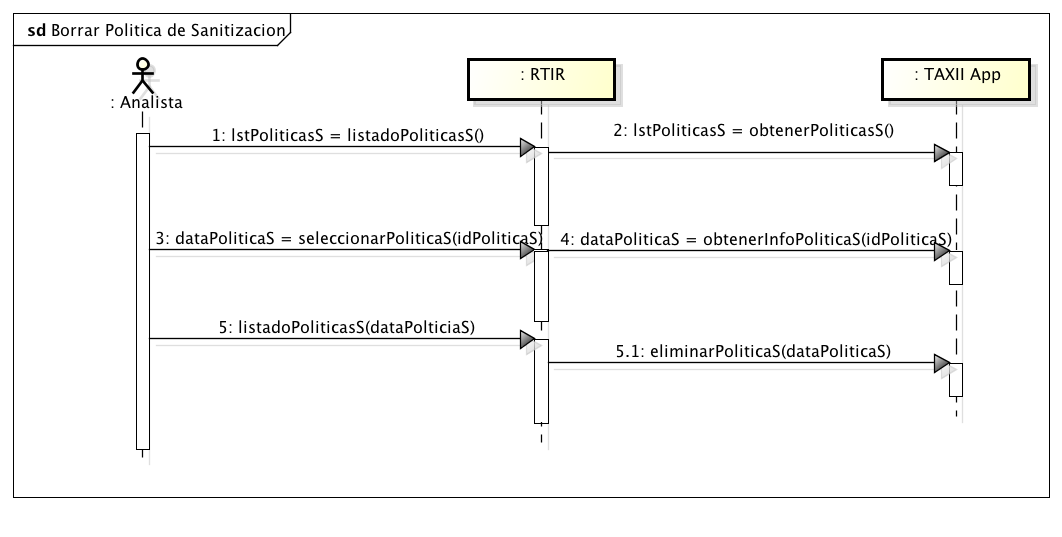 sd Borrar Politica de Sanitizacion
: Analista
: RTIR
: TAXII App
1: lstPoliticasS = listadoPoliticasS()
2: lstPoliticasS = obtenerPoliticasS()
3: dataPoliticaS = seleccionarPoliticaS(idPoliticaS)
4: dataPoliticaS = obtenerInfoPoliticaS(idPoliticaS)
5: listadoPoliticasS(dataPolticiaS)
5.1: eliminarPoliticaS(dataPoliticaS)